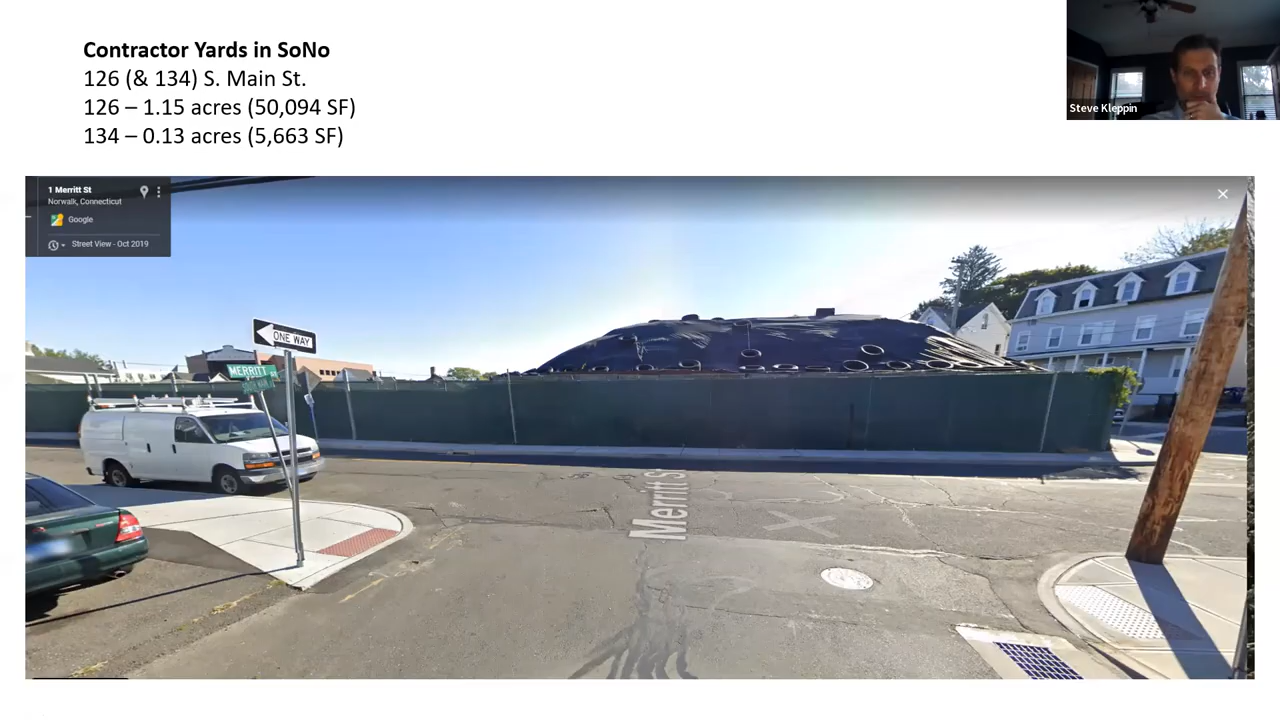 Contractor Yards in SoNo
126 (& 134) S. Main St.
126 – 1.15 acres (50,094 SF)
134 – 0.13 acres (5,663 SF)
Steve Kleppin
1 Merritt St
Norwalk, Connecticut
Google
Street View - Oct 2019
ONE WAY
MERRITT ST
Merritt St